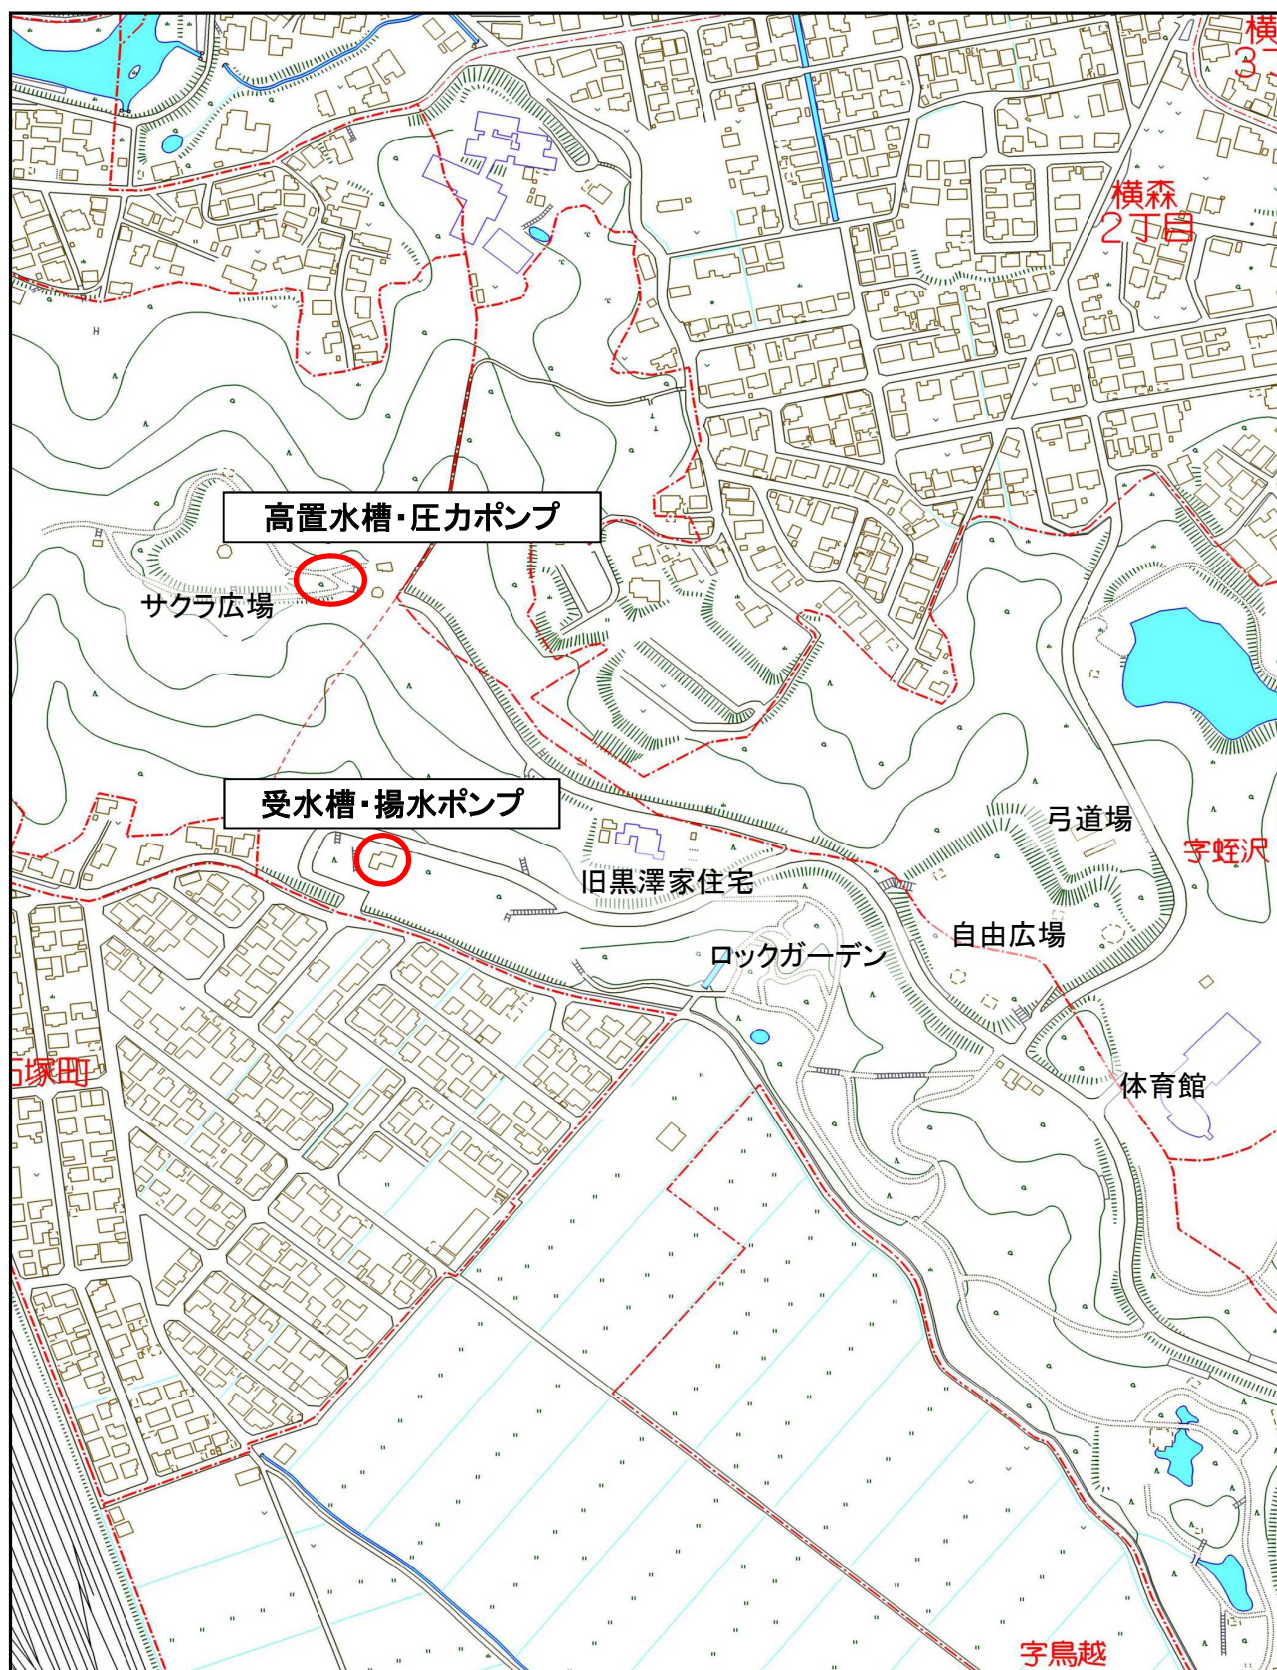 横
3丁
横森
2丁目
高置水槽・圧力ポンプ
サクラ広場
受水槽・揚水ポンプ
弓道場
字蛭沢
旧黒澤家住宅
自由広場
ロックガーデン
石塚町
体育館
字鳥越